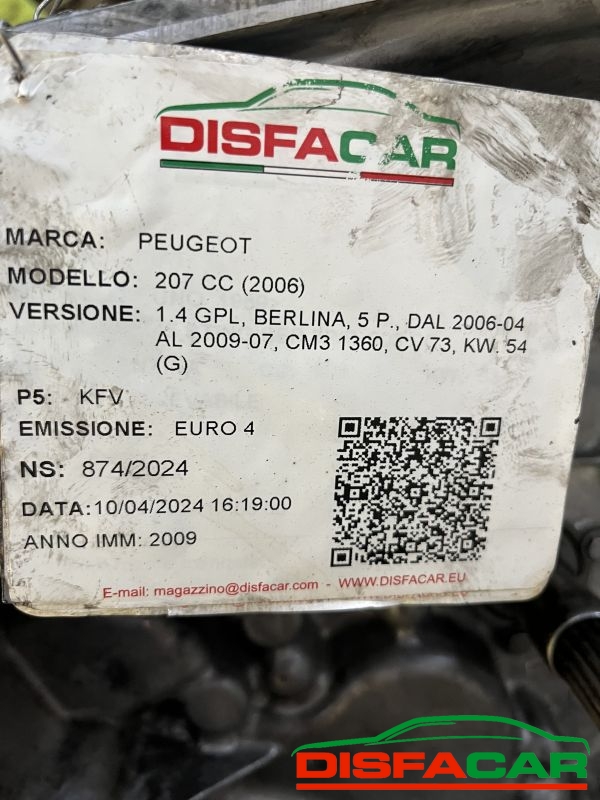 DISFACAR
MARCA: PEUGEOT
MODELLO: 207 CC (2006)
VERSIONE: 1.4 GPL, BERLINA, 5 P., DAL 2006-04
AL 2009-07, CM3 1360, CV 73, KW. 54
(G)
P5: KFV
EMISSIONE: EURO 4
NS: 874/2024
DATA:10/04/2024 16:19:00
ANNO IMM: 2009
E-mail: magazzino@disfacar.com - WWW.DISFACAR.EU
DISFACAR